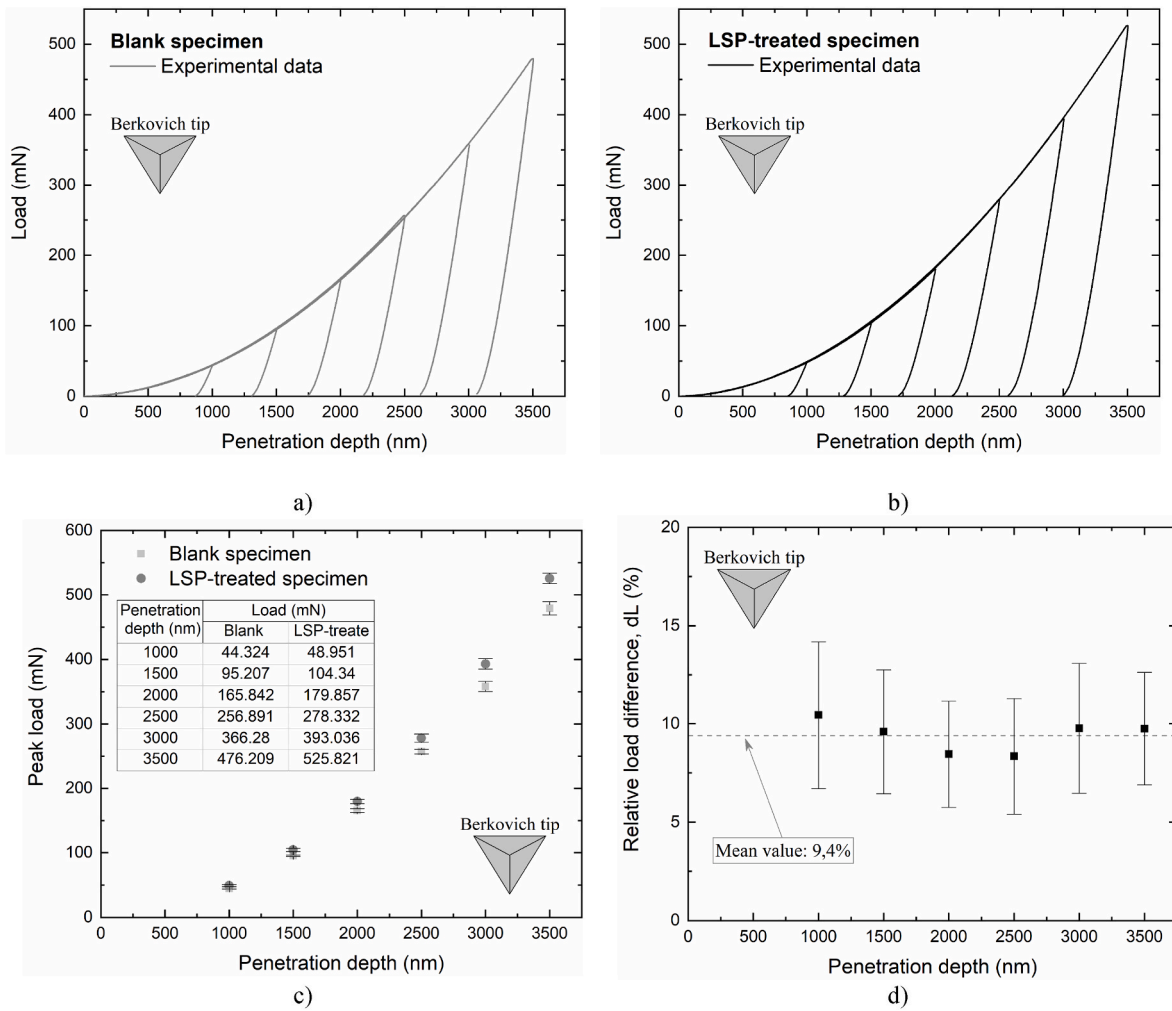 Blank specimen
Experimental data
Berkovich tip
Load (mN)
500
400
300
200
100
0
0 500 1000 1500 2000 2500 3000 3500
Penetration depth (nm)
a)
LSP-treated specimen
Experimental data
Berkovich tip
Load (mN)
500
400
300
200
100
0
0 500 1000 1500 2000 2500 3000 3500
Penetration depth (nm)
b)
Blank specimen
LSP-treated specimen
Penetration depth (nm) Load (mN)
Blank LSP-treate
1000 44.324 48.951
1500 95.207 104.34
2000 165.842 179.857
2500 256.891 278.332
3000 366.28 393.036
3500 476.209 525.821
Berkovich tip
Peak load (mN)
600
500
400
300
200
100
0
0 500 1000 1500 2000 2500 3000 3500
Penetration depth (nm)
c)
Berkovich tip
Relative load difference, dL (%)
20
15
10
5
0
Mean value: 9,4%
0 500 1000 1500 2000 2500 3000 3500
Penetration depth (nm)
d)